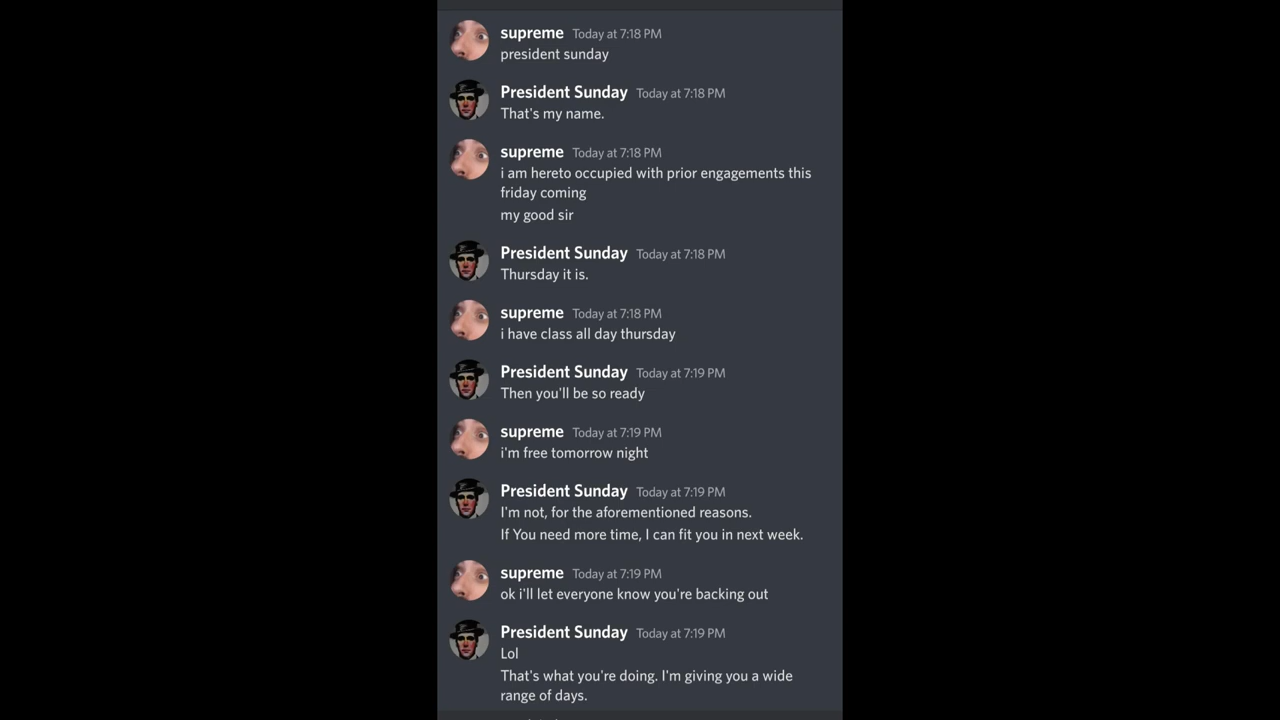 supreme Today at 7:18 PM
president sunday
President Sunday Today at 7:18 PM
That's my name.
supreme Today at 7:18 PM
i am hereto occupied with prior engagements this
friday coming
my good sir
President Sunday Today at 7:18 PM
Thursday it is.
supreme Today at 7:18 PM
i have class all day thursday
President Sunday Today at 7:19 PM
Then you'll be so ready
supreme Today at 7:19 PM
i'm free tomorrow night
President Sunday Today at 7:19 PM
I'm not, for the aforementioned reasons.
If You need more time, I can fit you in next week.
supreme Today at 7:19 PM
ok i'll let everyone know you're backing out
President Sunday Today at 7:19 PM
Lol
That's what you're doing. I'm giving you a wide
range of days.